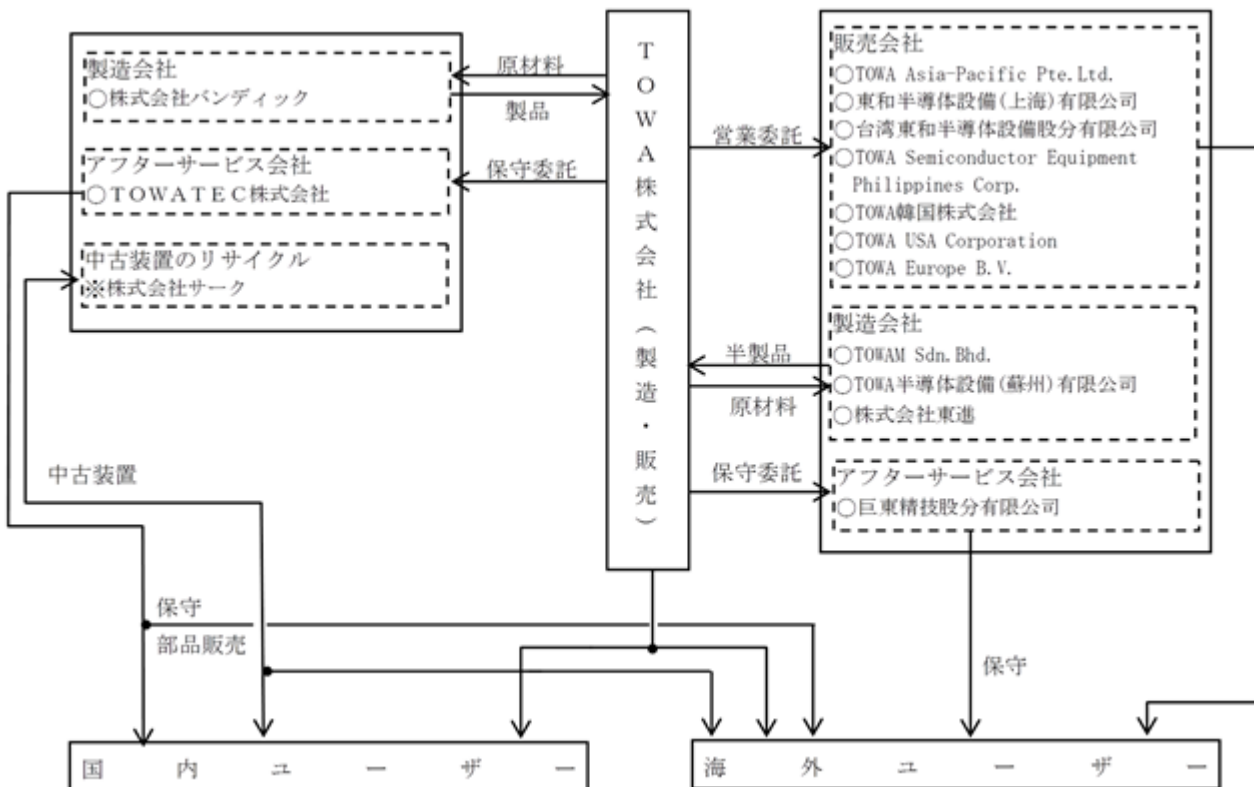 製造会社
○株式会社バンディック
アフターサービス会社
○TOWATEC株式会社
中古装置のリサイクル
※株式会社サーク
原材料
製品
保守委託
TOWA株式会社（製造・販売）
営業委託
半製品
原材料
保守委託
販売会社
○TOWA Asia-Pacific Pte.Ltd.
○東和半導体設備(上海)有限公司
○台湾東和半導体設備股分有限公司
○TOWA Semiconductor Equipment
Philippines Corp.
○TOWA韓国株式会社
○TOWA USA Corporation
○TOWA Europe B.V.
製造会社
○TOWAM Sdn.Bhd.
○TOWA半導体設備(蘇州)有限公司
○株式会社東進
アフターサービス会社
○巨東精技股分有限公司
中古装置
保守
部品販売
保守
国内ユーザー
海外ユーザー